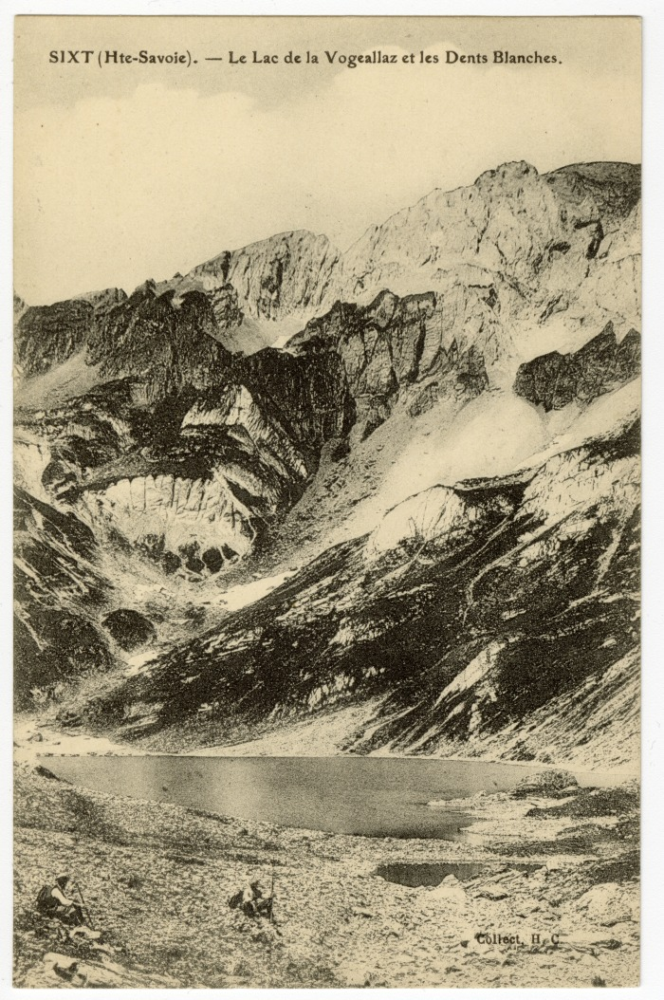 SIXT (Hte-Savoie). — Le Lac de la Vogeallaz et les Dents Blanches.
Collect. H. C.